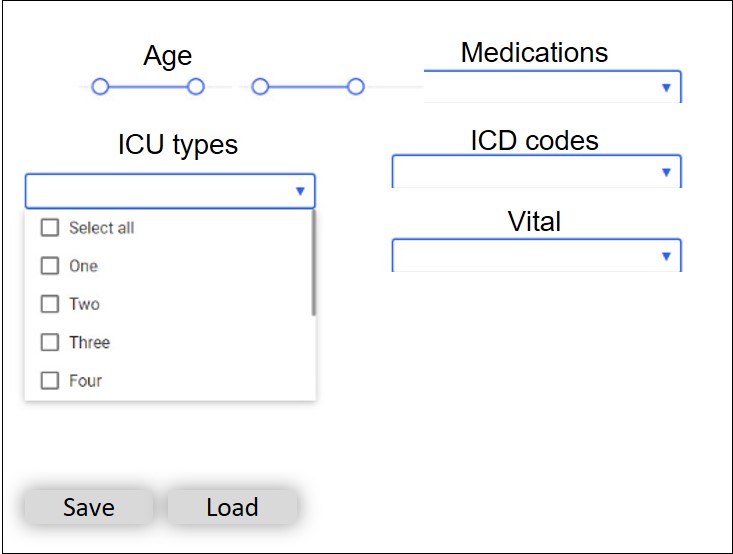 Age
Medications
ICU types
ICD codes
Select all
One
Two
Three
Four
Vital
Save
Load